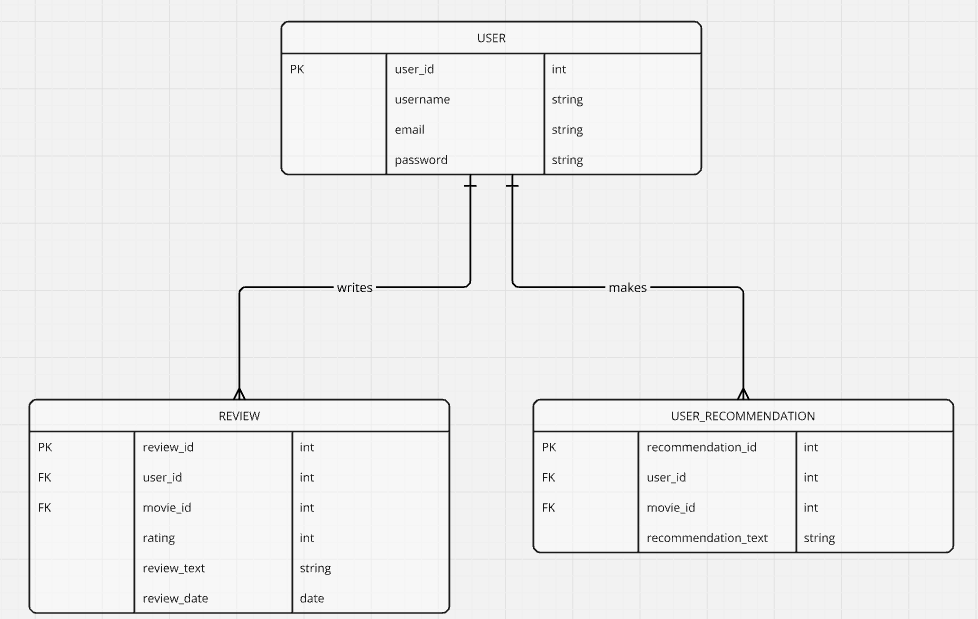 USER
PK user_id int
username string
email string
password string
writes makes
REVIEW
PK review_id int
FK user_id int
FK movie_id int
rating int
review_text string
review_date date
USER_RECOMMENDATION
PK recommendation_id int
FK user_id int
FK movie_id int
recommendation_text string